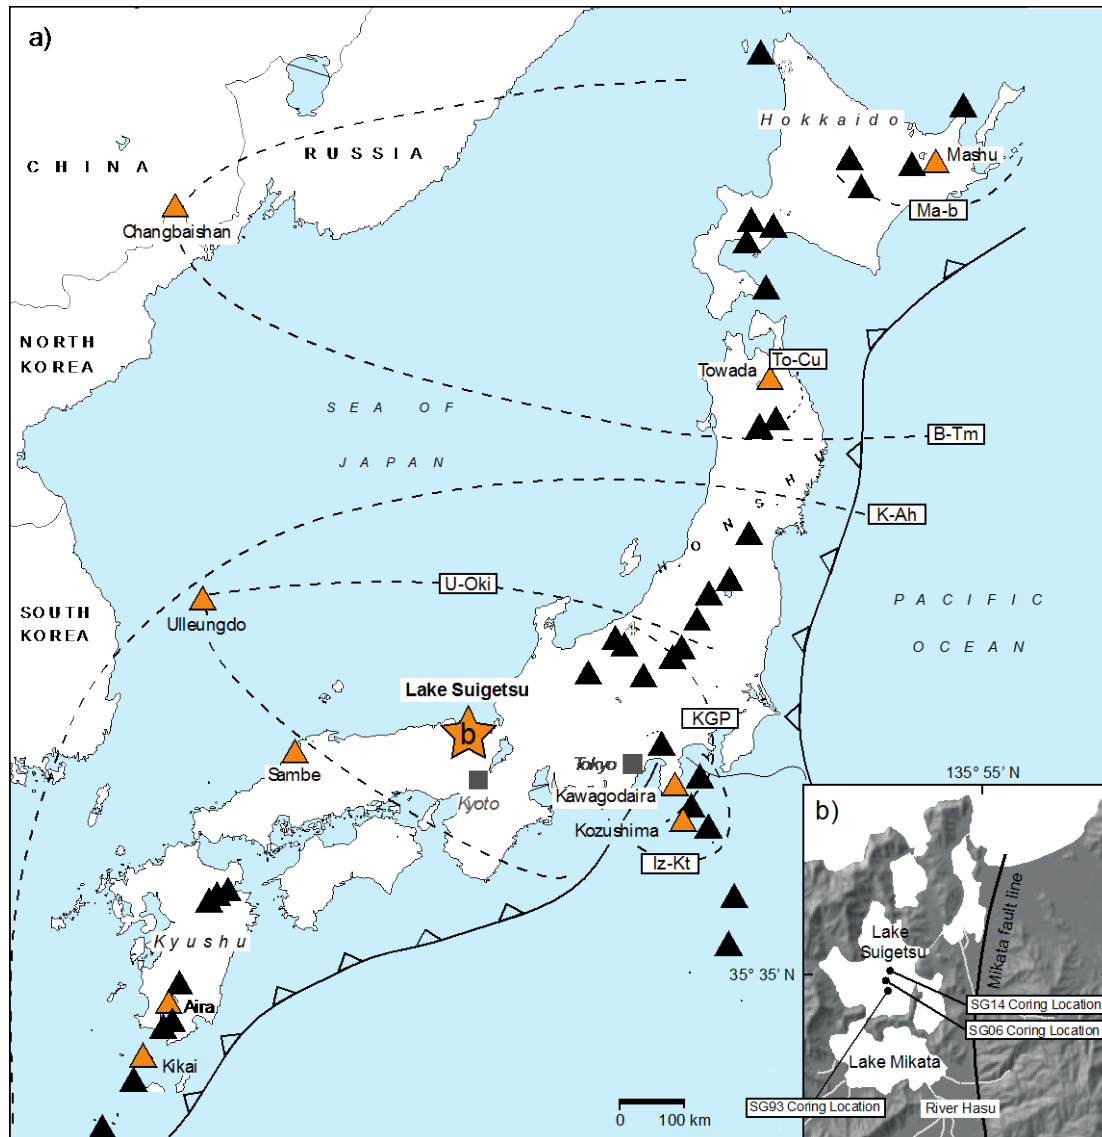 a)
Hokkaido
RUSSIA
CHINA
Mashu
Ma-b
Changbaishan
NORTH
KOREA
Towada
To-Cu
SEA OF
JAPAN
B-Tm
K-Ah
HONSHU
U-Oki
PACIFIC
OCEAN
SOUTH
KOREA
Ulleungdo
Lake Suigetsu
b
KGP
Sambe
Tokyo
Kyoto
Kawagodaira
Kozushima
Iz-Kt
135° 55' N
b)
Kyushu
Aira
Kikai
Lake
Suigetsu
Mikata fault line
35° 35' N
SG14 Coring Location
SG06 Coring Location
Lake Mikata
SG93 Coring Location
River Hasu
0 100 km